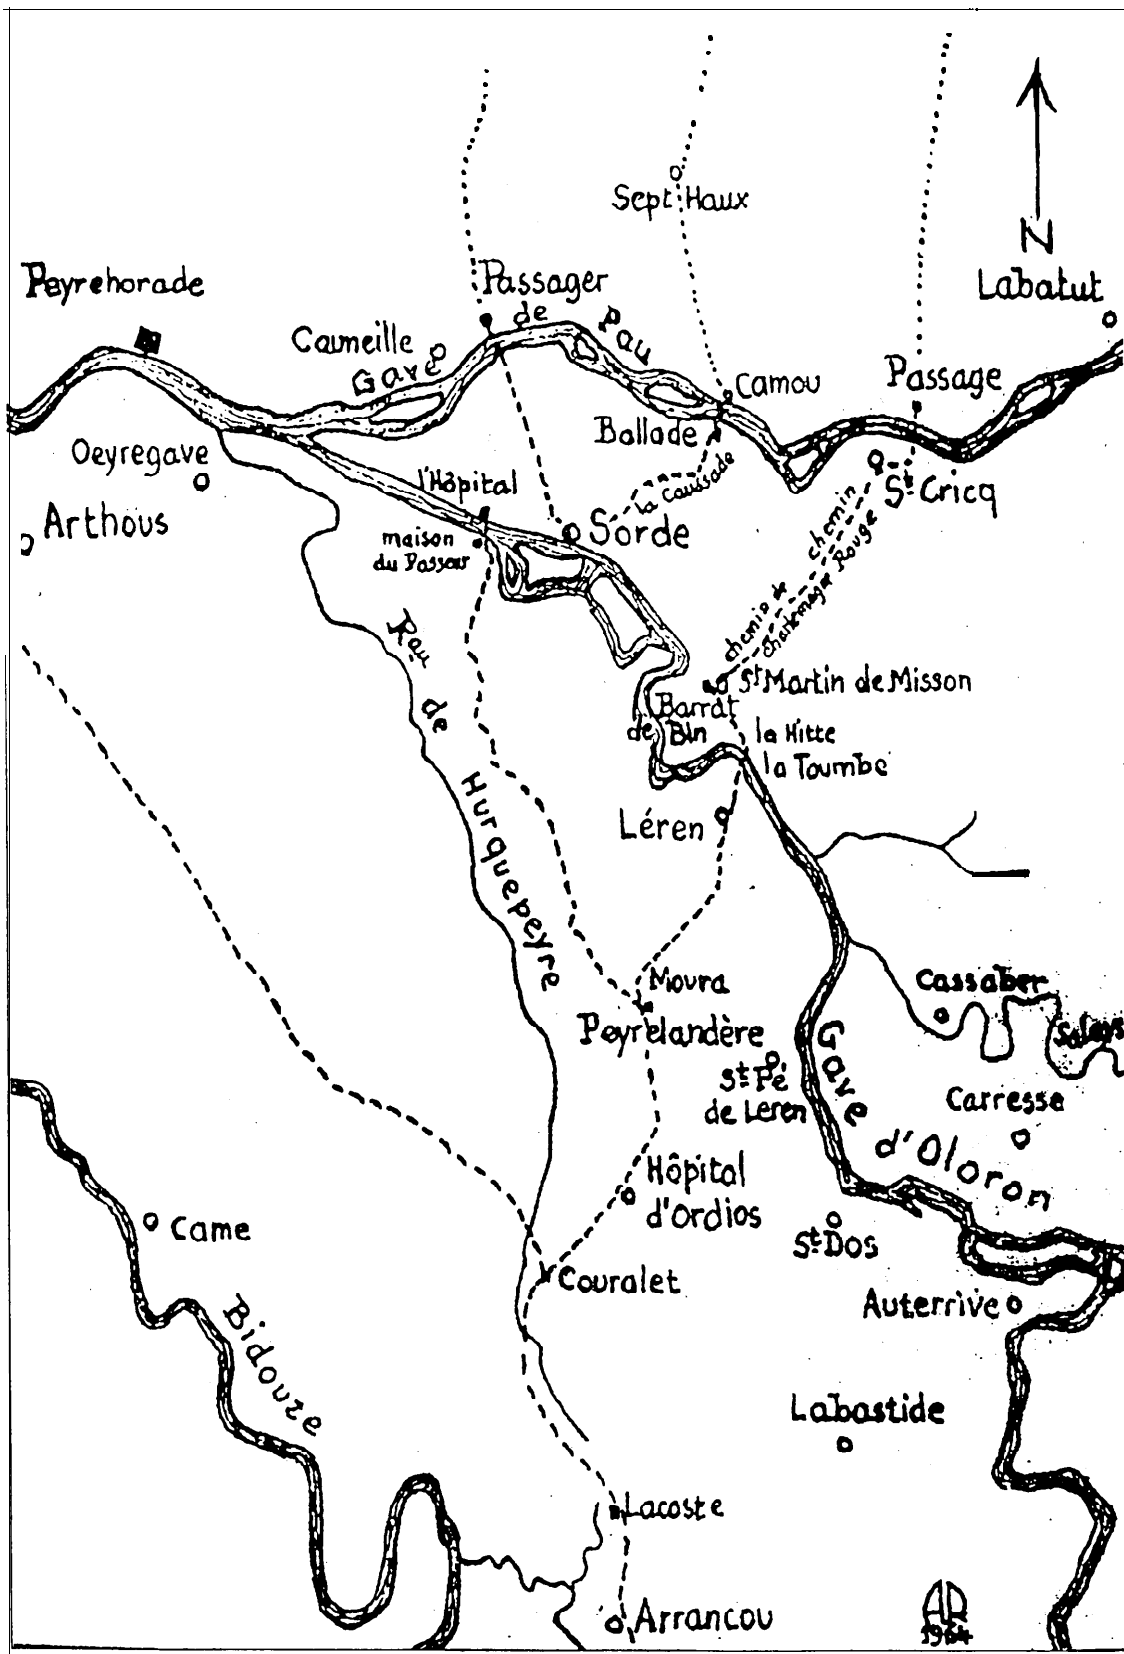 Sept Haux
N
Peyrehorade
Passager
Labatut
de
Pau
Caumeille
Gave
Camou
Passage
Ballade
Oeyregave
la Caussade
l'Hôpital
St Cricq
Arthous
Sorde
maison
du Passeur
chemin
Rouge
chemin de
Charlemagne
Rau
de
Hurquepeyre
St Martin de Misson
Barrat
de Bin
la Hitte
la Toumbe
Léren
Moura
Cassaber
Peyrelandère
Saleys
St Pé
de Leren
Carresse
Gave
d'Oloron
Hôpital
d'Ordios
Came
St Dos
Couralet
Auterrive
Bidouze
Labastide
Lacoste
Arrancou
AD
1964